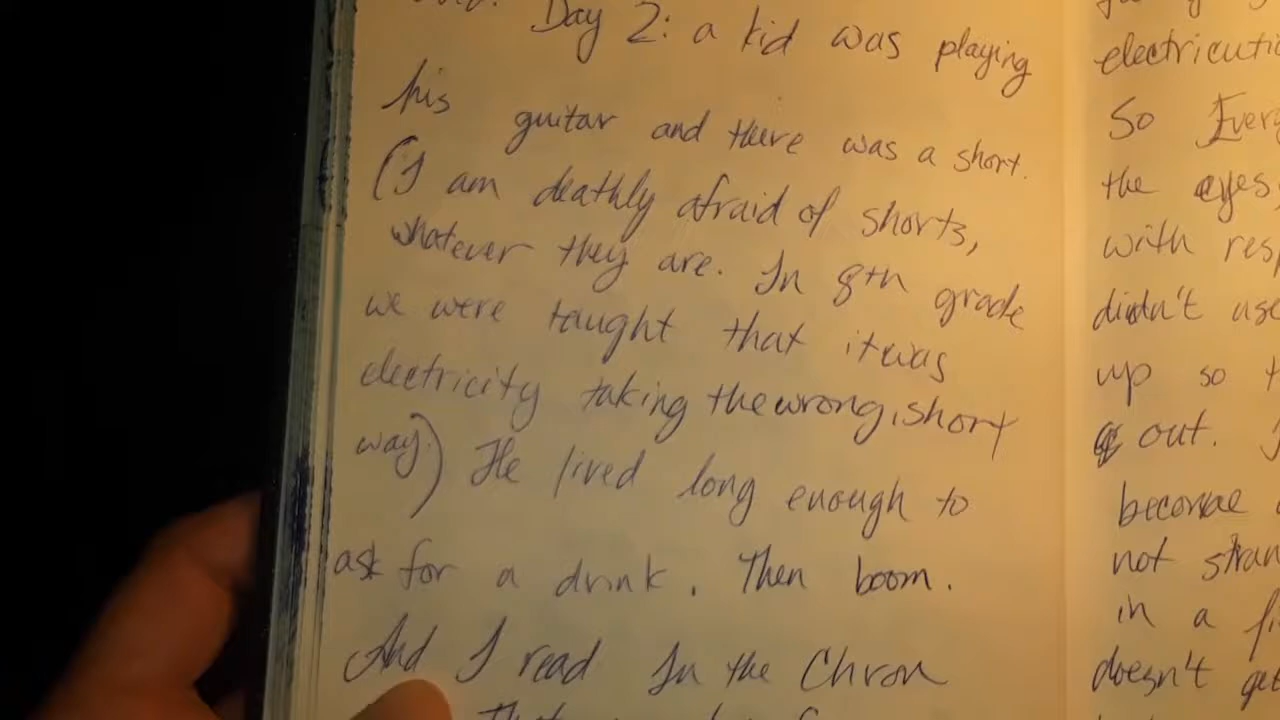 Day 2: a kid was playing
his guitar and there was a short.
(I am deathly afraid of shorts,
whatever they are. In 8th grade
we were taught that it was
electricity taking the wrong, short
way.) He lived long enough to
ask for a drink. Then boom.
And I read In the Chron
electricuti
So Every
the eyes,
with resp
didn't use
up so t
out.
become
not stran
in a fi
doesn't get